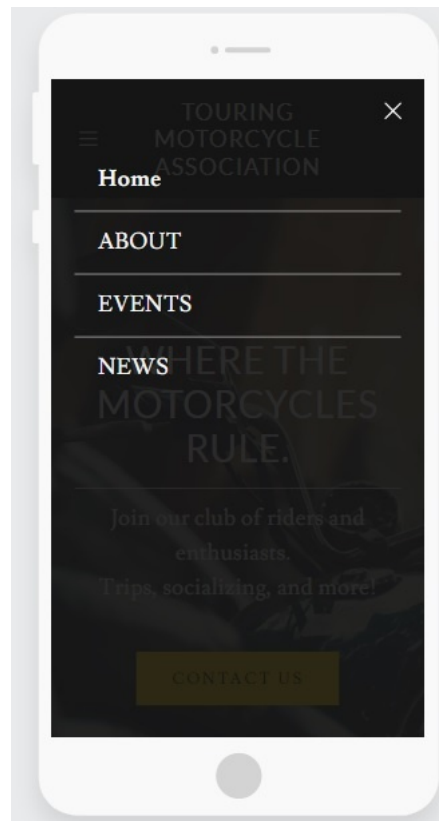 TOURING
MOTORCYCLE
ASSOCIATION
Home
ABOUT
EVENTS
NEWS
WHERE THE
MOTORCYCLES
RULE.
Join our club of riders and
enthusiasts.
Trips, socializing, and more!
CONTACT US